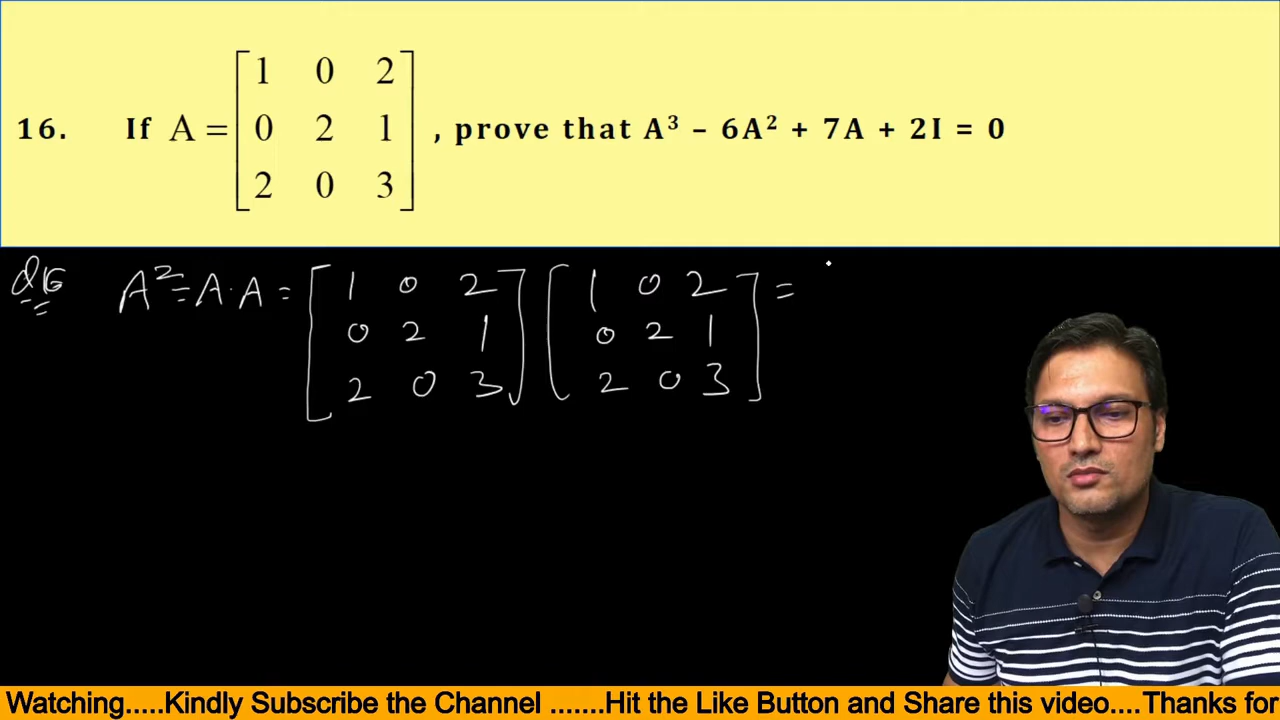 16. If A = [ 1 0 2
0 2 1
2 0 3 ] , prove that A³ – 6A² + 7A + 2I = 0
Q16 A² = A·A = [ 1 0 2 ] [ 1 0 2 ] =
0 2 1 0 2 1
2 0 3 2 0 3
Watching.....Kindly Subscribe the Channel .......Hit the Like Button and Share this video....Thanks for